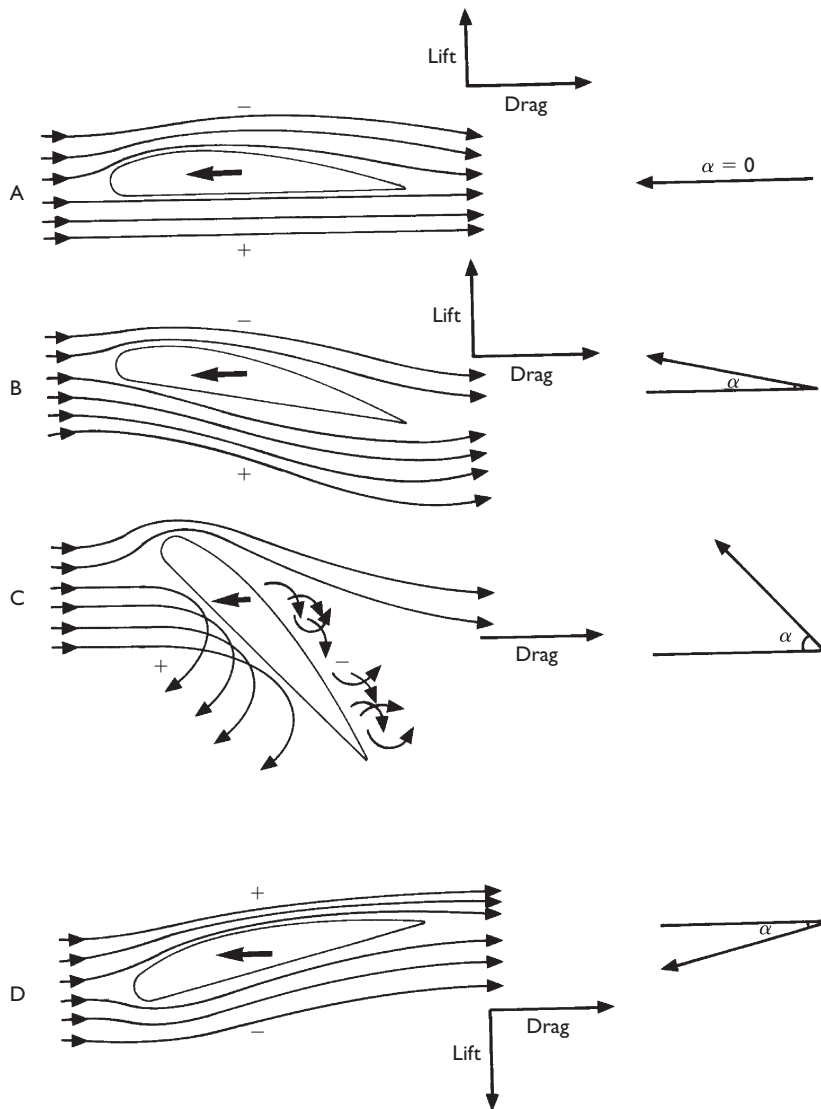 Lift
Drag
−
α = 0
A
+
Lift
−
Drag
α
B
+
C
α
Drag
+
−
+
α
D
Drag
−
Lift